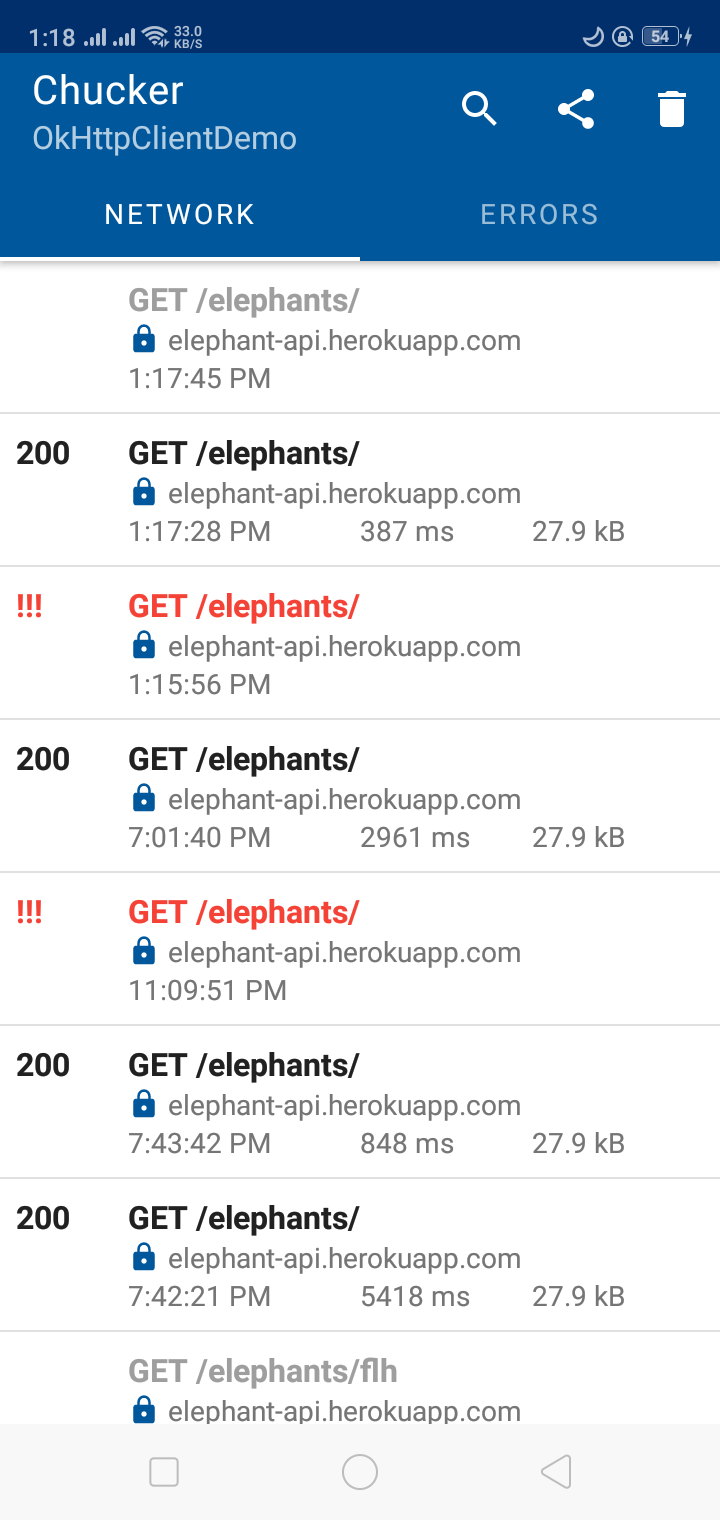 1:18 33.0 KB/S 54
Chucker
OkHttpClientDemo
NETWORK ERRORS
GET /elephants/
elephant-api.herokuapp.com
1:17:45 PM
200 GET /elephants/
elephant-api.herokuapp.com
1:17:28 PM 387 ms 27.9 kB
!!! GET /elephants/
elephant-api.herokuapp.com
1:15:56 PM
200 GET /elephants/
elephant-api.herokuapp.com
7:01:40 PM 2961 ms 27.9 kB
!!! GET /elephants/
elephant-api.herokuapp.com
11:09:51 PM
200 GET /elephants/
elephant-api.herokuapp.com
7:43:42 PM 848 ms 27.9 kB
200 GET /elephants/
elephant-api.herokuapp.com
7:42:21 PM 5418 ms 27.9 kB
GET /elephants/flh
elephant-api.herokuapp.com